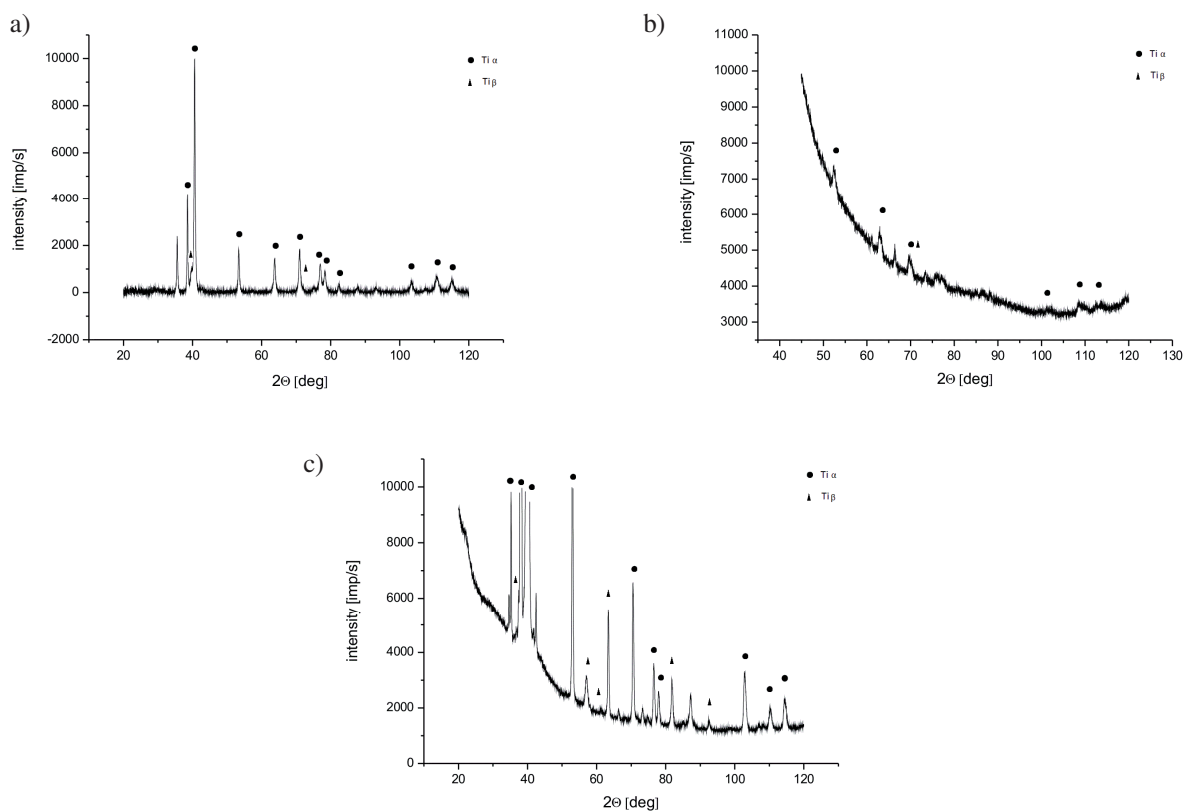 a)
intensity [imp/s]
10000
8000
6000
4000
2000
0
-2000
20 40 60 80 100 120
2Θ [deg]
Ti α
Ti β
b)
intensity [imp/s]
11000
10000
9000
8000
7000
6000
5000
4000
3000
40 50 60 70 80 90 100 110 120 130
2Θ [deg]
Ti α
Ti β
c)
intensity [imp/s]
10000
8000
6000
4000
2000
0
20 40 60 80 100 120
2Θ [deg]
Ti α
Ti β